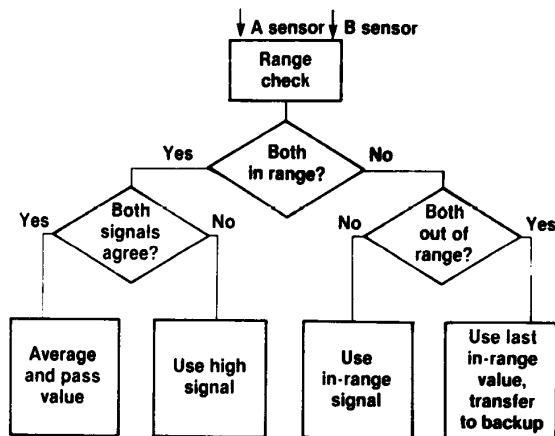 A sensor B sensor
Range
check
Yes
Both
in range?
No
Yes
Both
signals
agree?
No
No
Both
out of
range?
Yes
Average
and pass
value
Use high
signal
Use
in-range
signal
Use last
in-range
value,
transfer
to backup